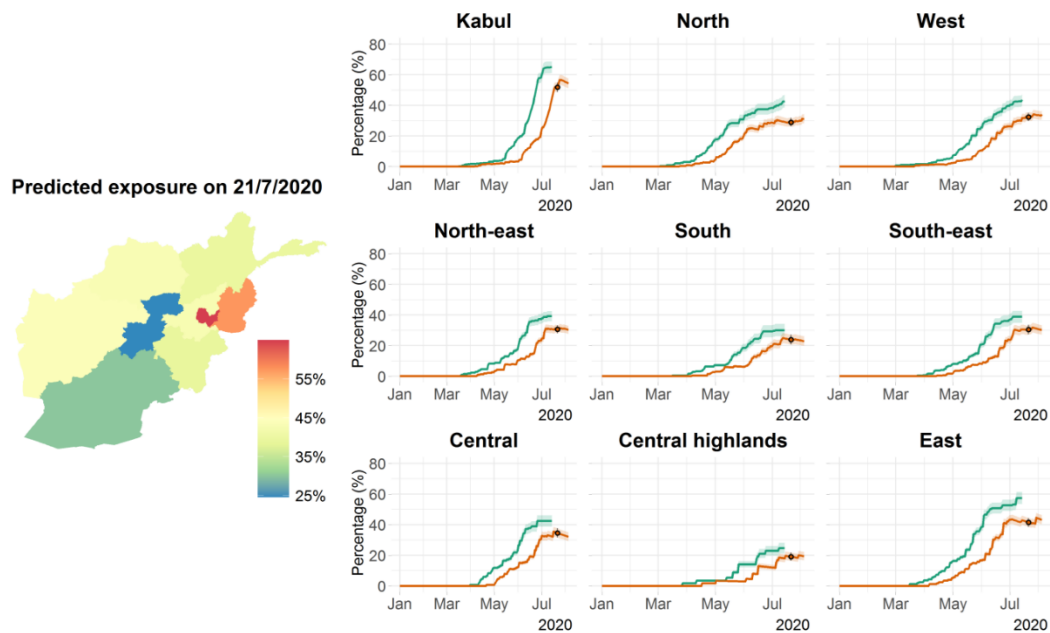 Predicted exposure on 21/7/2020
55%
45%
35%
25%
Kabul North West
Percentage (%)
80
60
40
20
0
Jan Mar May Jul Jan Mar May Jul Jan Mar May Jul
2020 2020 2020
North-east South South-east
Percentage (%)
80
60
40
20
0
Jan Mar May Jul Jan Mar May Jul Jan Mar May Jul
2020 2020 2020
Central Central highlands East
Percentage (%)
80
60
40
20
0
Jan Mar May Jul Jan Mar May Jul Jan Mar May Jul
2020 2020 2020